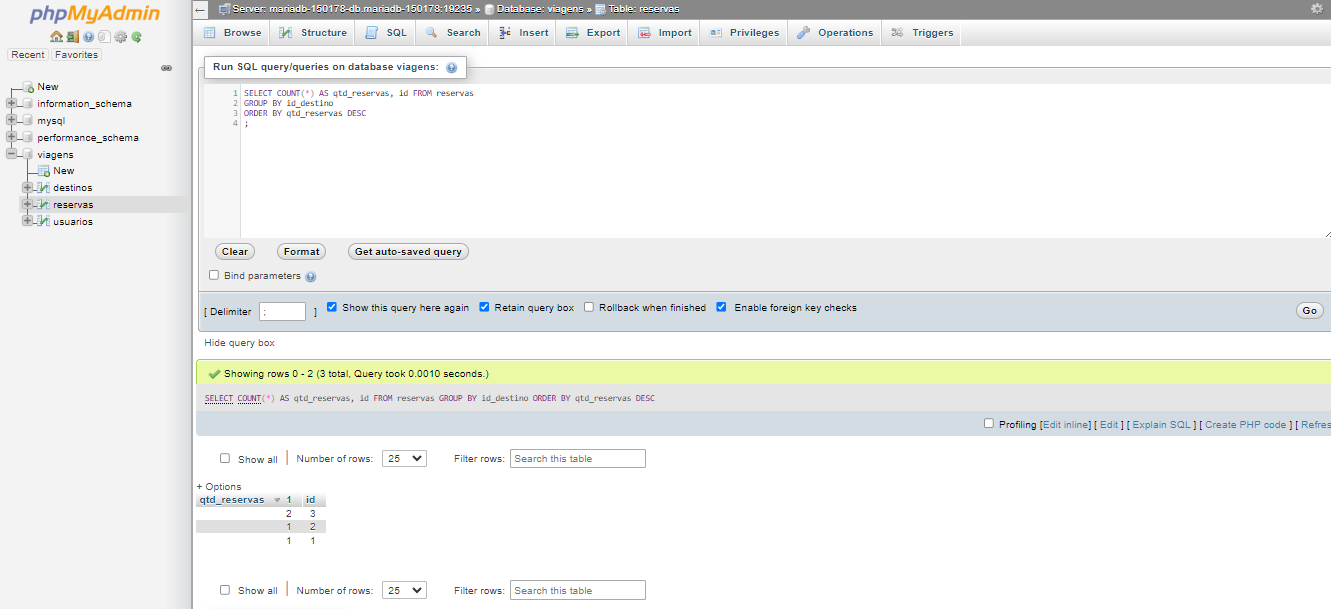 phpMyAdmin
Recent Favorites
New
information_schema
mysql
performance_schema
viagens
New
destinos
reservas
usuarios
Server: mariadb-150178-db.mariadb-150178:19235 » Database: viagens » Table: reservas
Browse Structure SQL Search Insert Export Import Privileges Operations Triggers
Run SQL query/queries on database viagens:
1 SELECT COUNT(*) AS qtd_reservas, id FROM reservas
2 GROUP BY id_destino
3 ORDER BY qtd_reservas DESC
4 ;
Clear Format Get auto-saved query
Bind parameters
[ Delimiter ; ] Show this query here again Retain query box Rollback when finished Enable foreign key checks Go
Hide query box
Showing rows 0 - 2 (3 total, Query took 0.0010 seconds.)
SELECT COUNT(*) AS qtd_reservas, id FROM reservas GROUP BY id_destino ORDER BY qtd_reservas DESC
Profiling [Edit inline] [ Edit ] [ Explain SQL ] [ Create PHP code ] [ Refres
Show all Number of rows: 25 Filter rows: Search this table
+ Options
qtd_reservas 1 id
2 3
1 2
1 1
Show all Number of rows: 25 Filter rows: Search this table